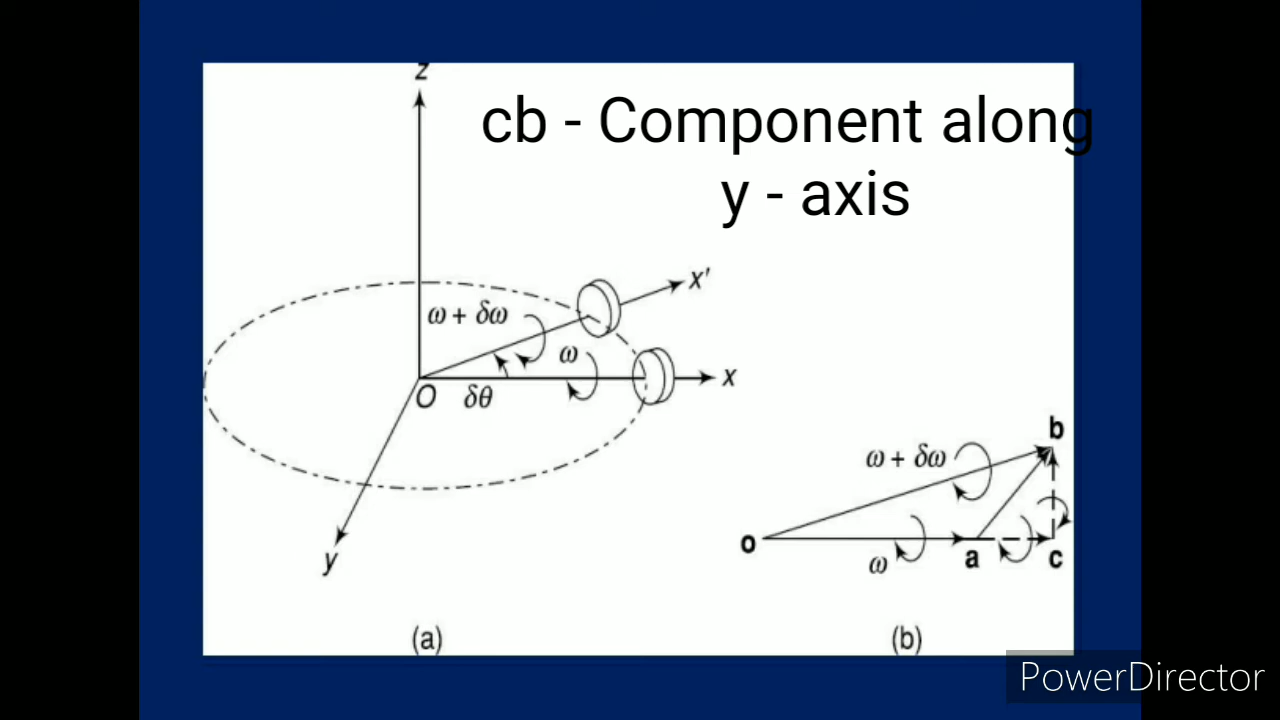 z
cb - Component along
y - axis
x'
ω + δω
ω
x
O
δθ
y
b
ω + δω
o
a
c
ω
(a)
(b)
PowerDirector